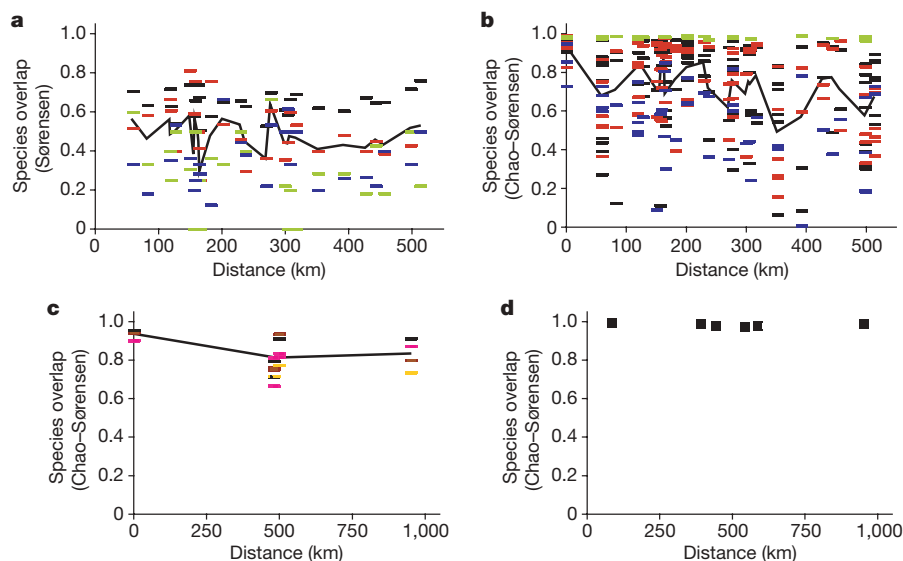 a
Species overlap
(Sørensen)
1.0
0.8
0.6
0.4
0.2
0
0
100
200
300
400
500
Distance (km)
b
Species overlap
(Chao–Sørensen)
1.0
0.8
0.6
0.4
0.2
0
0
100
200
300
400
500
Distance (km)
c
Species overlap
(Chao–Sørensen)
1.0
0.8
0.6
0.4
0.2
0
0
250
500
750
1,000
Distance (km)
d
Species overlap
(Chao–Sørensen)
1.0
0.8
0.6
0.4
0.2
0
0
250
500
750
1,000
Distance (km)